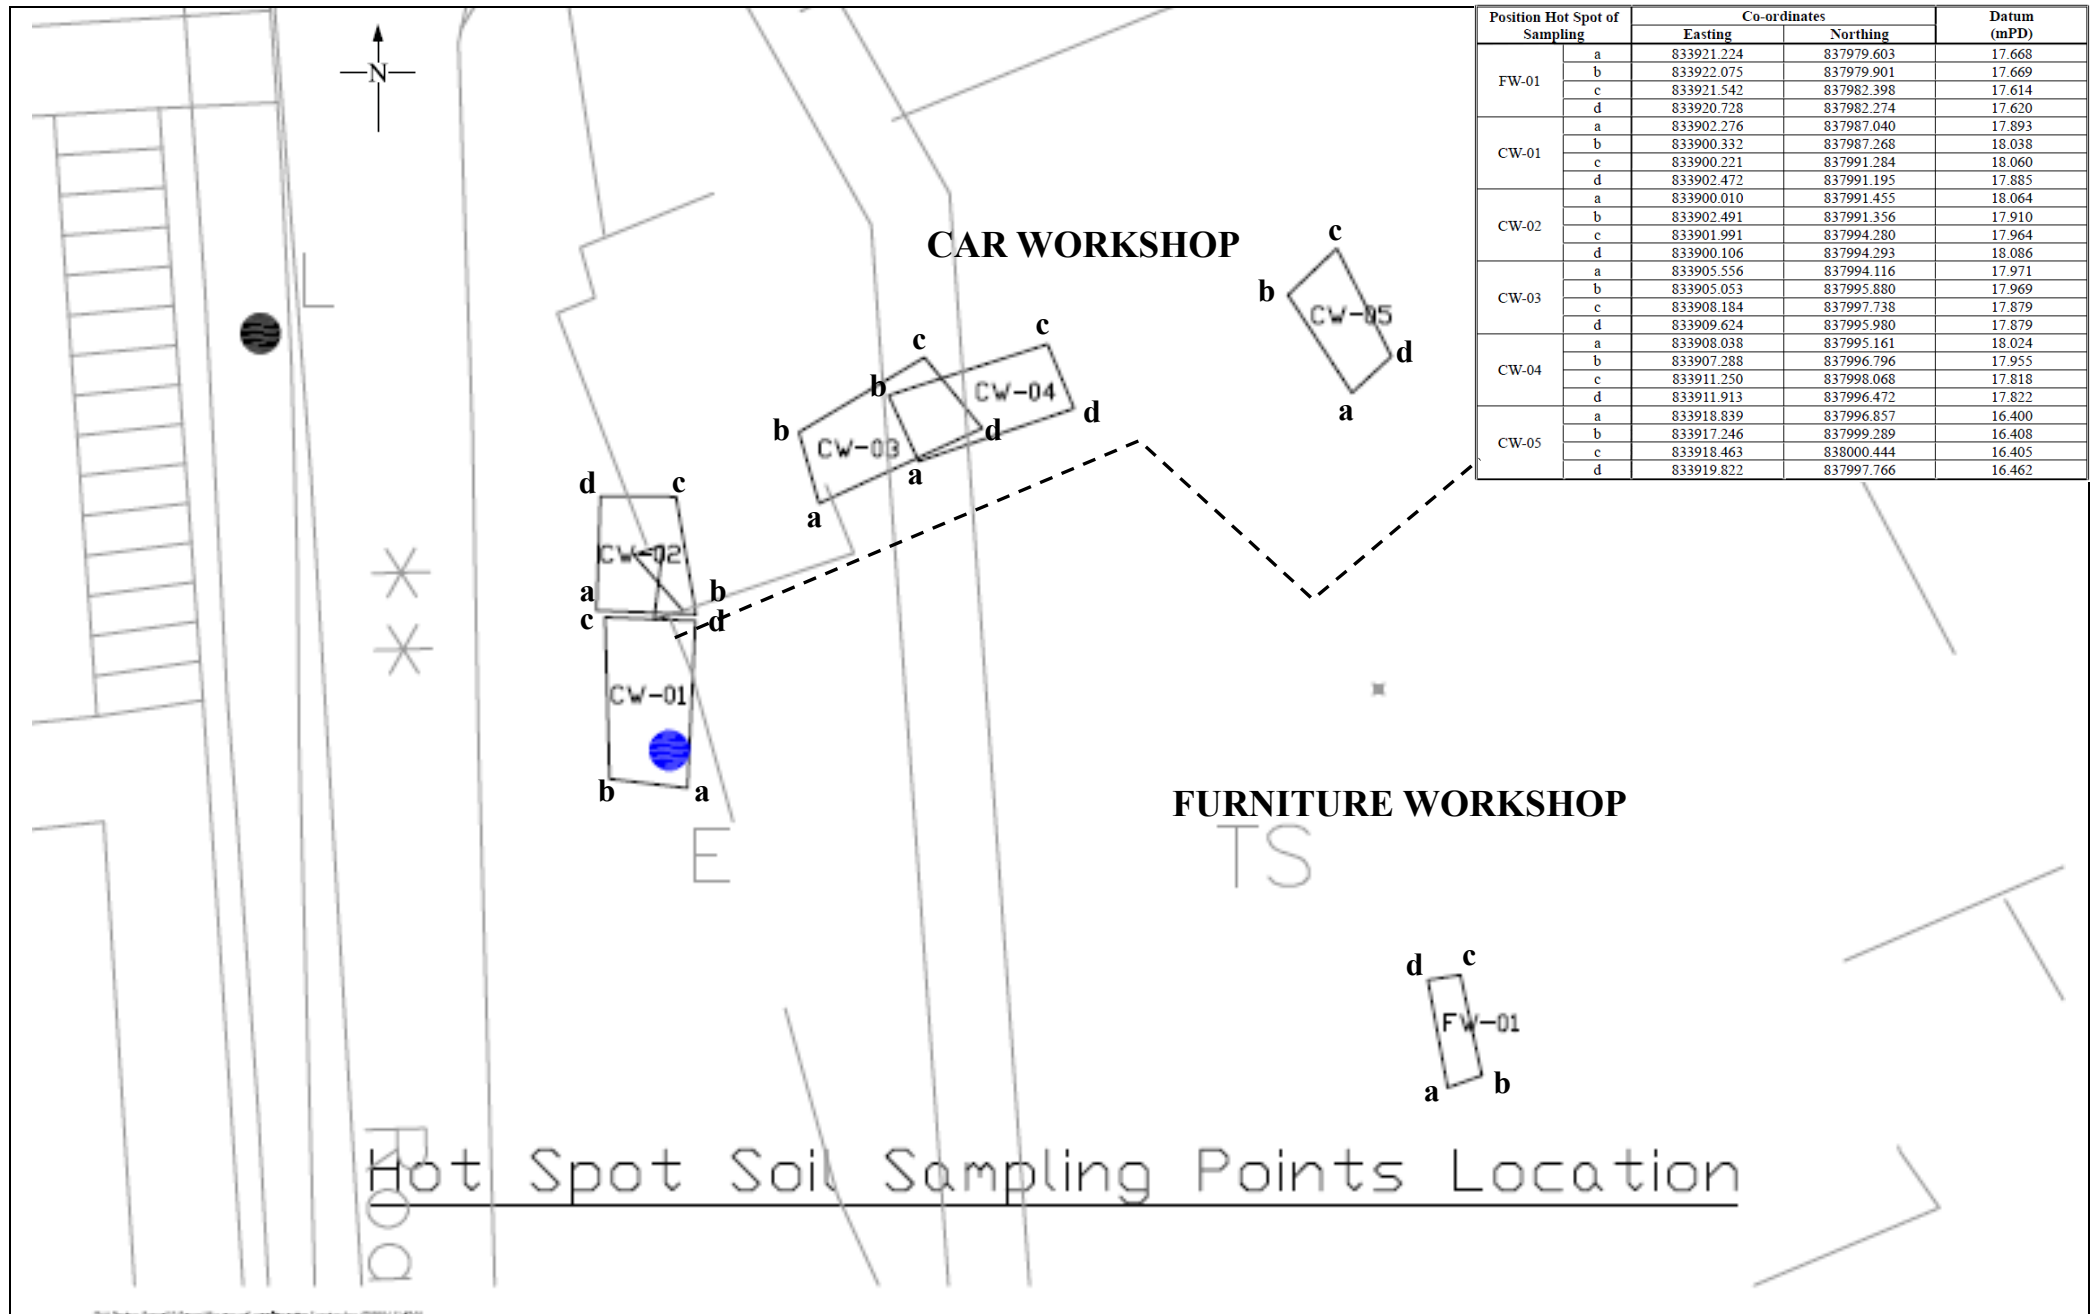 N
Position Hot Spot of Sampling Co-ordinates Datum (mPD)
Easting Northing
FW-01 a 833921.224 837979.603 17.668
b 833922.075 837979.901 17.669
c 833921.542 837982.398 17.614
d 833920.728 837982.274 17.620
CW-01 a 833902.276 837987.040 17.893
b 833900.332 837987.268 18.038
c 833900.221 837991.284 18.060
d 833902.472 837991.195 17.885
CW-02 a 833900.010 837991.455 18.064
b 833902.491 837991.356 17.910
c 833901.991 837994.280 17.964
d 833900.106 837994.293 18.086
CW-03 a 833905.556 837994.116 17.971
b 833905.053 837995.880 17.969
c 833908.184 837997.738 17.879
d 833909.624 837995.980 17.879
CW-04 a 833908.038 837995.161 18.024
b 833907.288 837996.796 17.955
c 833911.250 837998.068 17.818
d 833911.913 837996.472 17.822
CW-05 a 833918.839 837996.857 16.400
b 833917.246 837999.289 16.408
c 833918.463 838000.444 16.405
d 833919.822 837997.766 16.462
CAR WORKSHOP
c
b
CW-05
d
a
L
c
c
b
CW-04
d
b
CW-03
d
a
a
d c
CW-02
a b
c d
CW-01
b a
FURNITURE WORKSHOP
E TS
d c
FW-01
a b
Hot Spot Soil Sampling Points Location
Roa